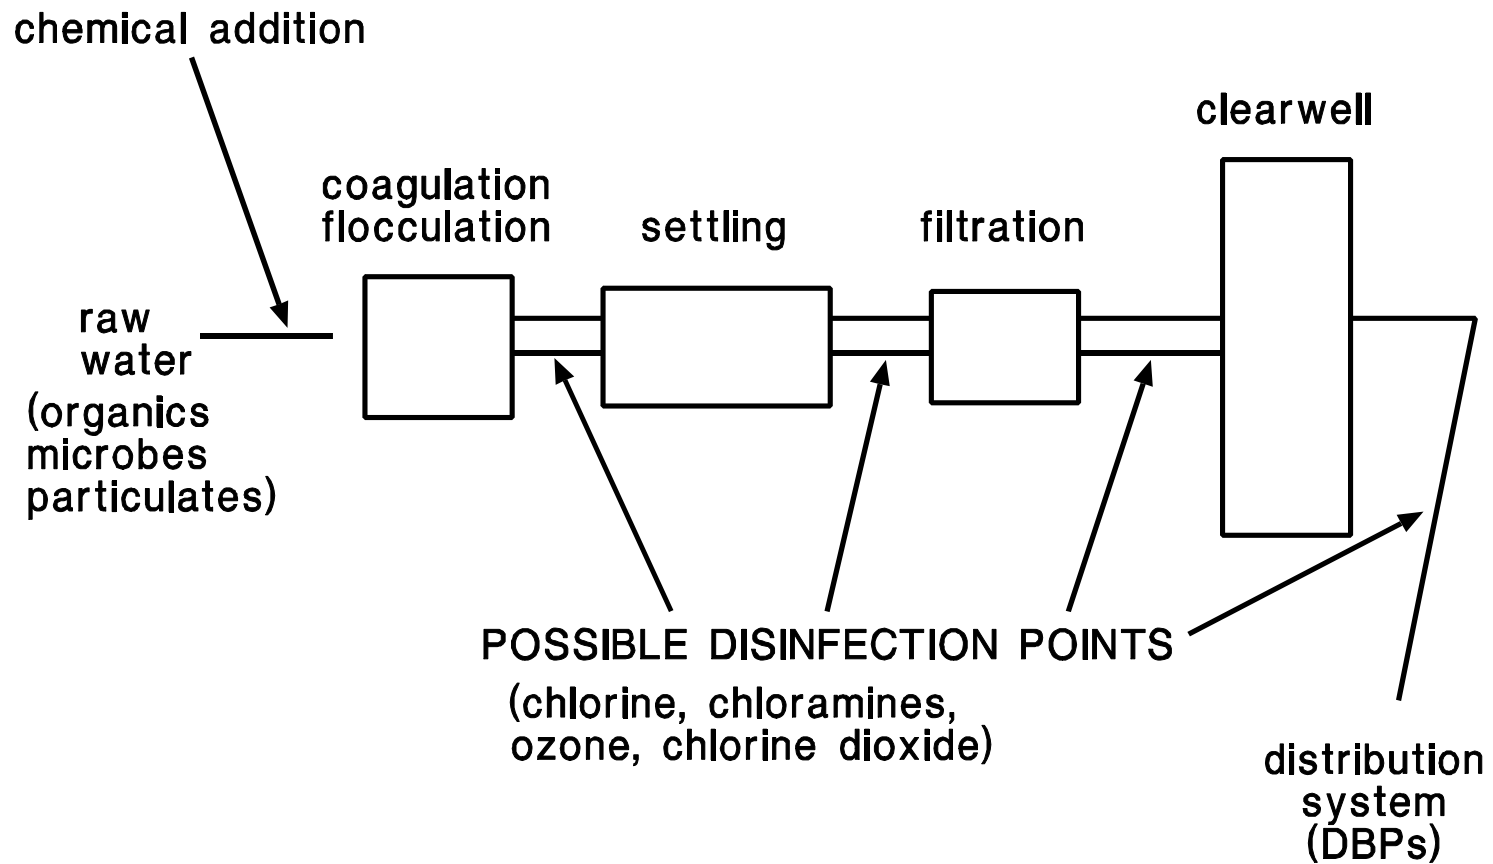 chemical addition
clearwell
coagulation
flocculation
settling
filtration
raw
water
(organics
microbes
particulates)
POSSIBLE DISINFECTION POINTS
(chlorine, chloramines,
ozone, chlorine dioxide)
distribution
system
(DBPs)